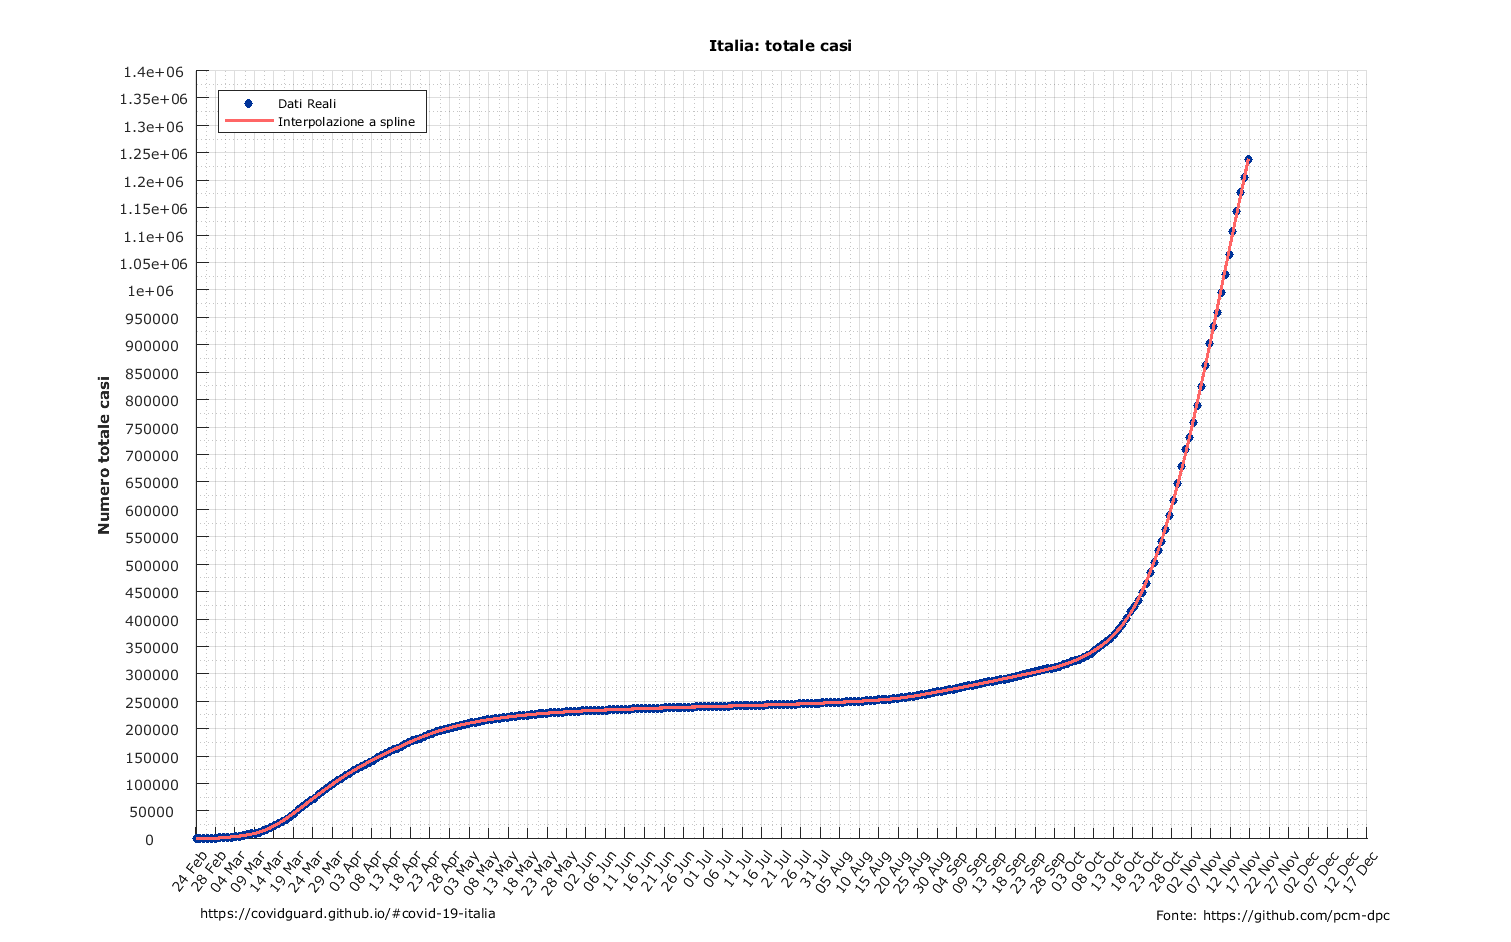 Italia: totale casi
1.4e+06
1.35e+06
1.3e+06
1.25e+06
1.2e+06
1.15e+06
1.1e+06
1.05e+06
1e+06
950000
900000
850000
800000
750000
700000
650000
600000
550000
500000
450000
400000
350000
300000
250000
200000
150000
100000
50000
0
Numero totale casi
Dati Reali
Interpolazione a spline
24 Feb
28 Feb
04 Mar
09 Mar
14 Mar
19 Mar
24 Mar
29 Mar
03 Apr
08 Apr
13 Apr
18 Apr
23 Apr
28 Apr
03 May
08 May
13 May
18 May
23 May
28 May
02 Jun
06 Jun
11 Jun
16 Jun
21 Jun
26 Jun
01 Jul
06 Jul
11 Jul
16 Jul
21 Jul
26 Jul
31 Jul
05 Aug
10 Aug
15 Aug
20 Aug
25 Aug
30 Aug
04 Sep
09 Sep
13 Sep
18 Sep
23 Sep
28 Sep
03 Oct
08 Oct
13 Oct
18 Oct
23 Oct
28 Oct
02 Nov
07 Nov
12 Nov
17 Nov
22 Nov
27 Nov
02 Dec
07 Dec
12 Dec
17 Dec
https://covidguard.github.io/#covid-19-italia
Fonte: https://github.com/pcm-dpc